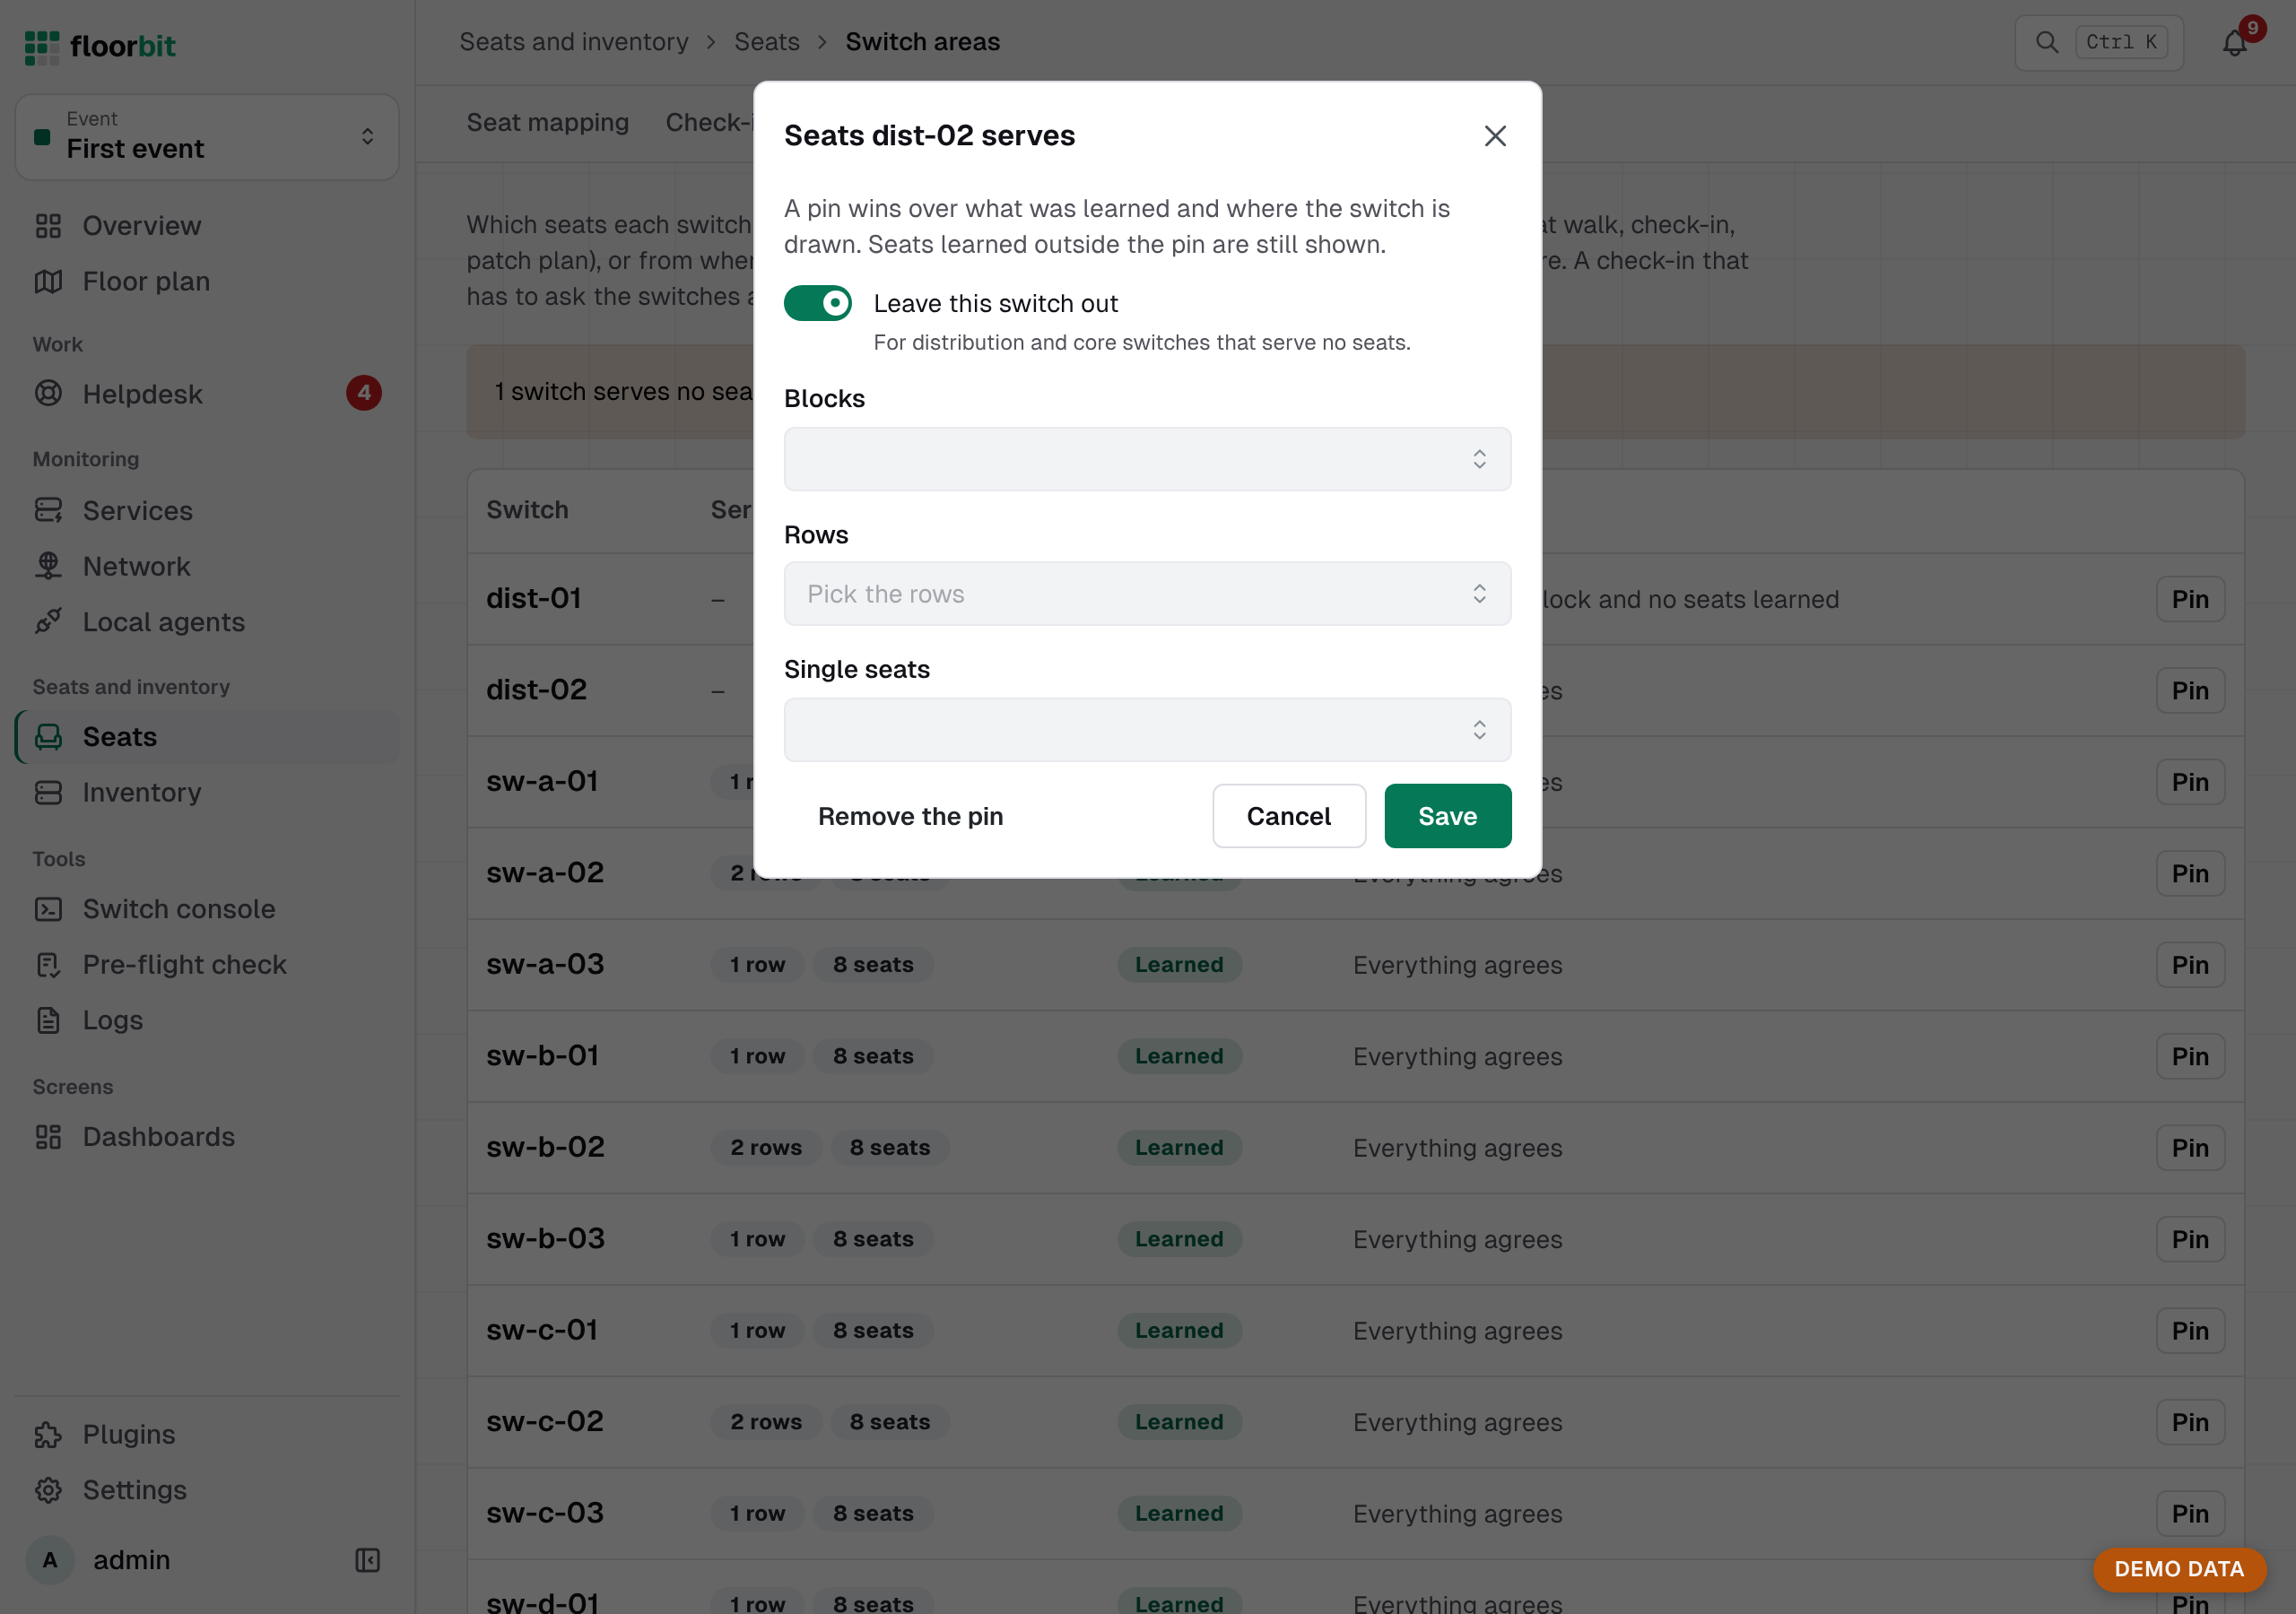 floorbit
Event
First event
Overview
Floor plan
Work
Helpdesk
4
Monitoring
Services
Network
Local agents
Seats and inventory
Seats
Inventory
Tools
Switch console
Pre-flight check
Logs
Screens
Dashboards
Plugins
Settings
A
admin
Seats and inventory > Seats > Switch areas
Ctrl K
9
Seat mapping
Which seats each switch
patch plan), or from
has to ask the switches
at walk, check-in,
A check-in that
1 switch serves no
Seats dist-02 serves
A pin wins over what was learned and where the switch is
drawn. Seats learned outside the pin are still shown.
Leave this switch out
For distribution and core switches that serve no seats.
Blocks
Rows
Pick the rows
Single seats
Remove the pin
Cancel
Save
Switch
dist-01 – and no seats learned Pin
dist-02 – Pin
sw-a-01 1 Pin
sw-a-02 2 Pin
sw-a-03 1 row 8 seats Learned Everything agrees Pin
sw-b-01 1 row 8 seats Learned Everything agrees Pin
sw-b-02 2 rows 8 seats Learned Everything agrees Pin
sw-b-03 1 row 8 seats Learned Everything agrees Pin
sw-c-01 1 row 8 seats Learned Everything agrees Pin
sw-c-02 2 rows 8 seats Learned Everything agrees Pin
sw-c-03 1 row 8 seats Learned Everything agrees Pin
sw-d-01 1 row 8 seats Learned Everything agrees Pin
DEMO DATA